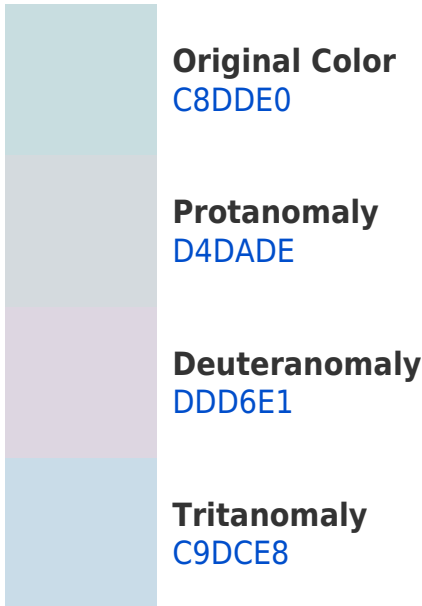 Original Color
C8DDE0
Protanomaly
D4DADE
Deuteranomaly
DDD6E1
Tritanomaly
C9DCE8